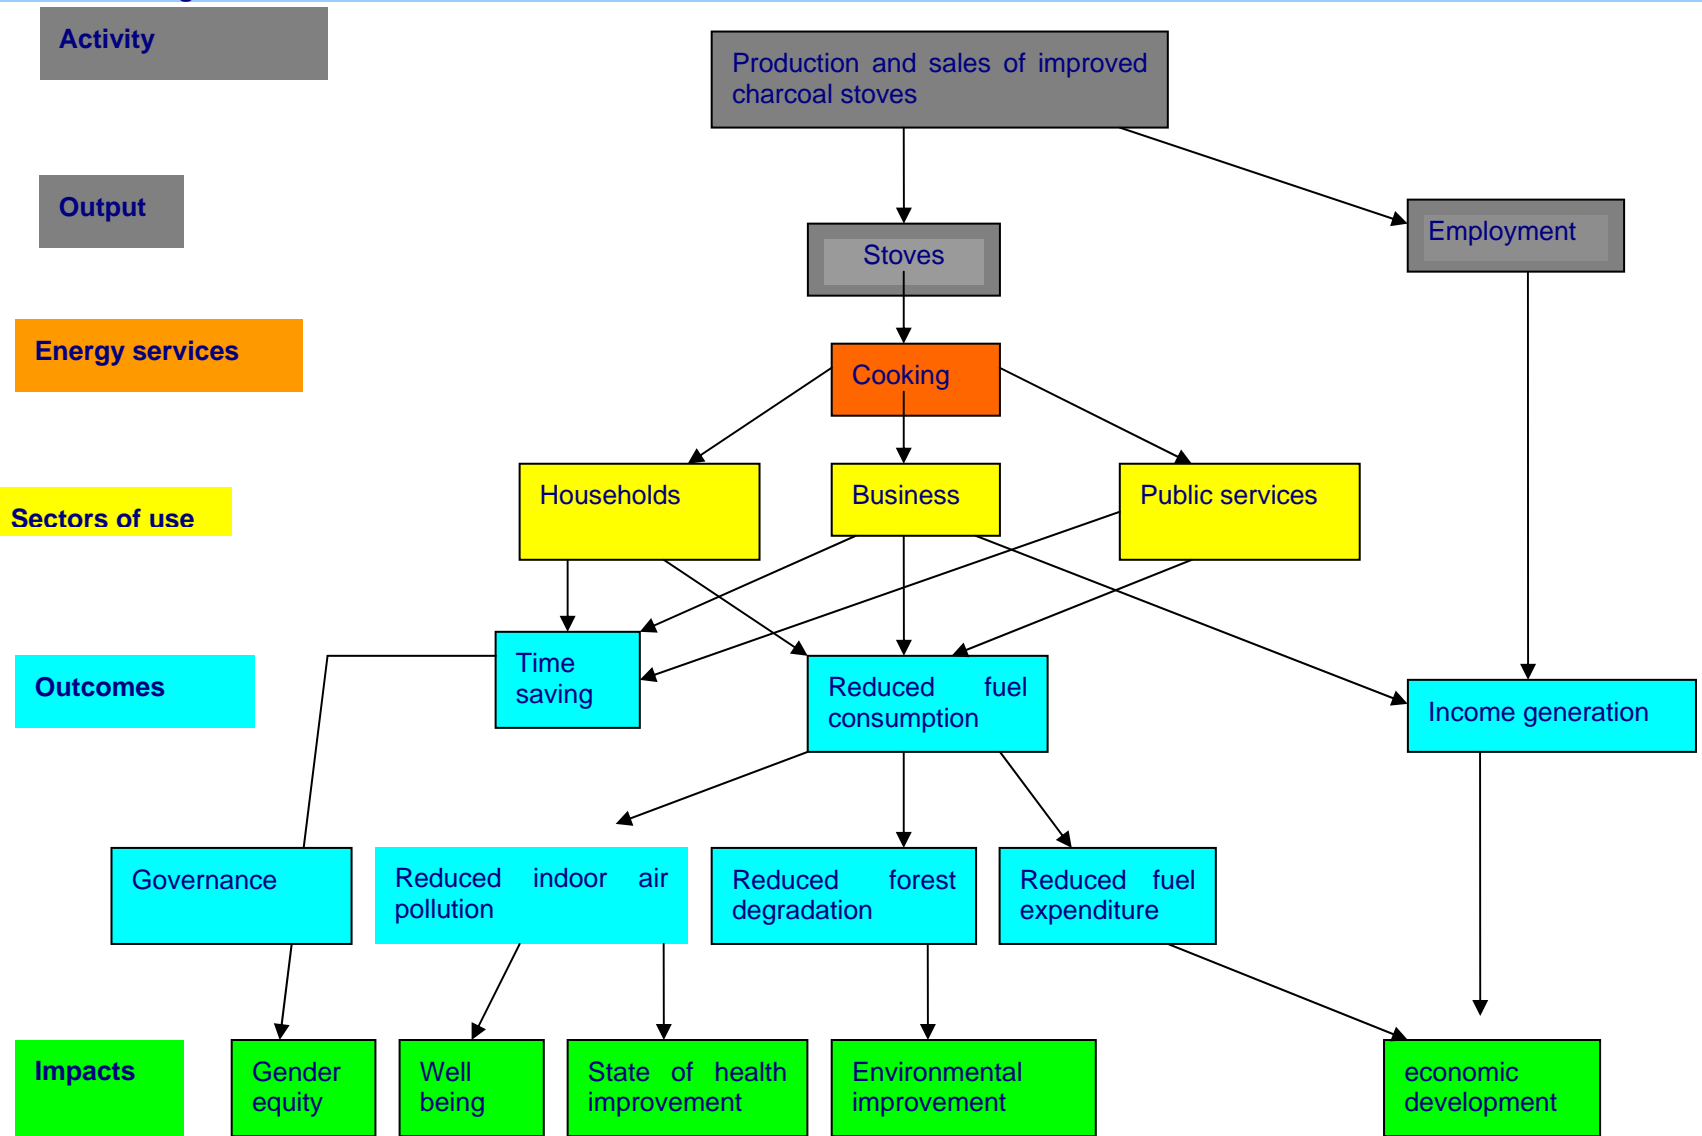 Activity
Production and sales of improved
charcoal stoves
Output
Employment
Stoves
Energy services
Cooking
Households
Business
Public services
Sectors of use
Time
saving
Outcomes
Reduced fuel
consumption
Income generation
Governance
Reduced indoor air
pollution
Reduced forest
degradation
Reduced fuel
expenditure
Impacts
Gender
equity
Well
being
State of health
improvement
Environmental
improvement
economic
development